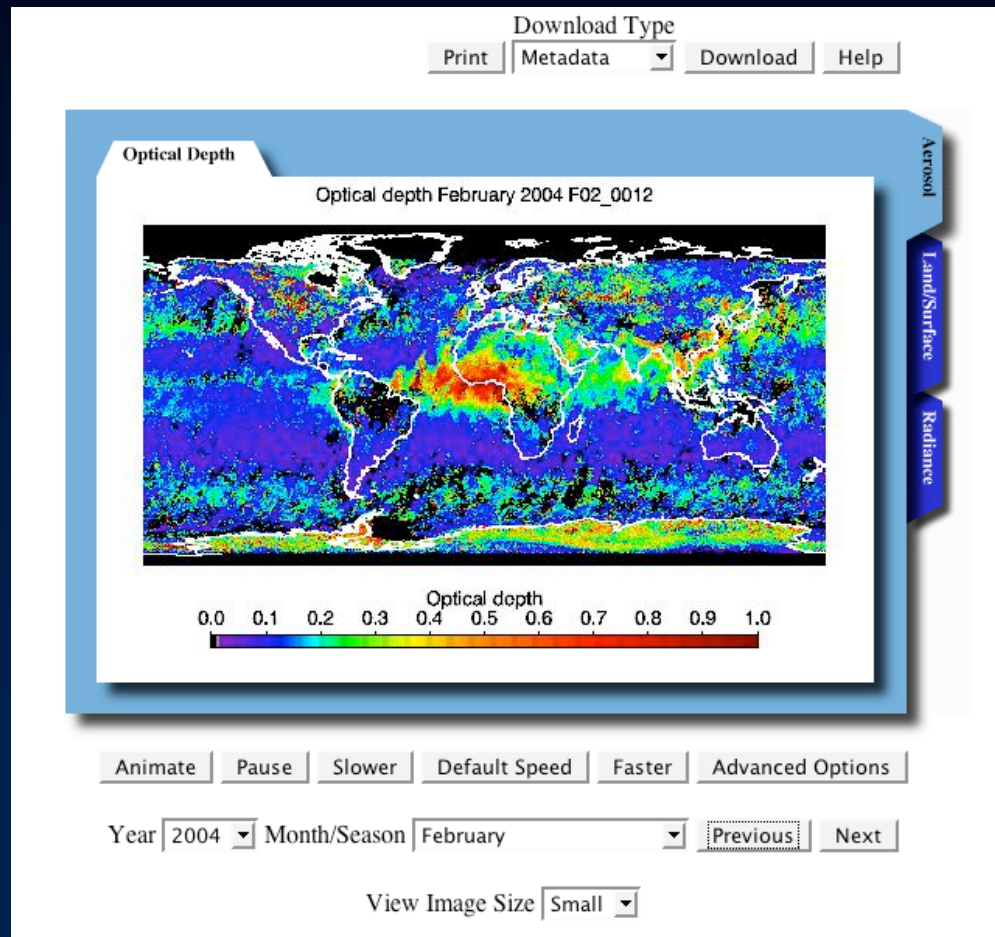 Download Type
Print Metadata Download Help
Optical Depth
Aerosol
Land/Surface
Radiance
Optical depth February 2004 F02_0012
Optical depth
0.0 0.1 0.2 0.3 0.4 0.5 0.6 0.7 0.8 0.9 1.0
Animate Pause Slower Default Speed Faster Advanced Options
Year 2004 Month/Season February Previous Next
View Image Size Small